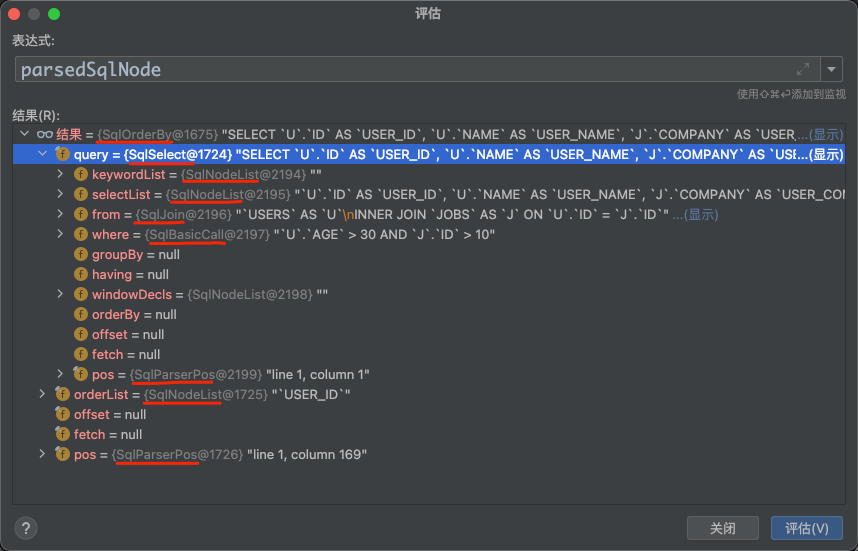 评估
表达式:
parsedSqlNode
使用⇧⌘⏎添加到监视
结果(R):
结果 = {SqlOrderBy@1675} "SELECT `U`.`ID` AS `USER_ID`, `U`.`NAME` AS `USER_NAME`, `J`.`COMPANY` AS `USER_...(显示)
query = {SqlSelect@1724} "SELECT `U`.`ID` AS `USER_ID`, `U`.`NAME` AS `USER_NAME`, `J`.`COMPANY` AS `USE...(显示)
keywordList = {SqlNodeList@2194} ""
selectList = {SqlNodeList@2195} "`U`.`ID` AS `USER_ID`, `U`.`NAME` AS `USER_NAME`, `J`.`COMPANY` AS `USER_COM
from = {SqlJoin@2196} "`USERS` AS `U`\nINNER JOIN `JOBS` AS `J` ON `U`.`ID` = `J`.`ID`" ...(显示)
where = {SqlBasicCall@2197} "`U`.`AGE` > 30 AND `J`.`ID` > 10"
groupBy = null
having = null
windowDecls = {SqlNodeList@2198} ""
orderBy = null
offset = null
fetch = null
pos = {SqlParserPos@2199} "line 1, column 1"
orderList = {SqlNodeList@1725} "`USER_ID`"
offset = null
fetch = null
pos = {SqlParserPos@1726} "line 1, column 169"
? 关闭 评估(V)